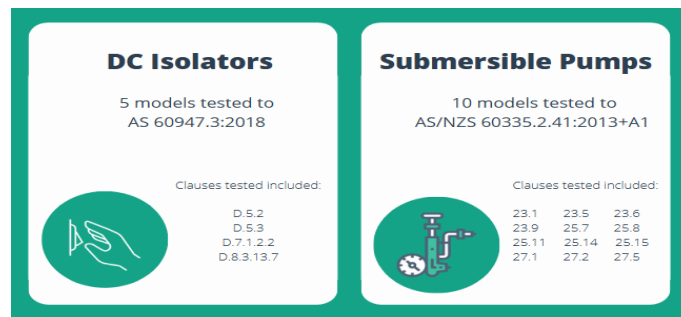 DC Isolators
5 models tested to
AS 60947.3:2018
Clauses tested included:
D.5.2
D.5.3
D.7.1.2.2
D.8.3.13.7
Submersible Pumps
10 models tested to
AS/NZS 60335.2.41:2013+A1
Clauses tested included:
23.1 23.5 23.6
23.9 25.7 25.8
25.11 25.14 25.15
27.1 27.2 27.5